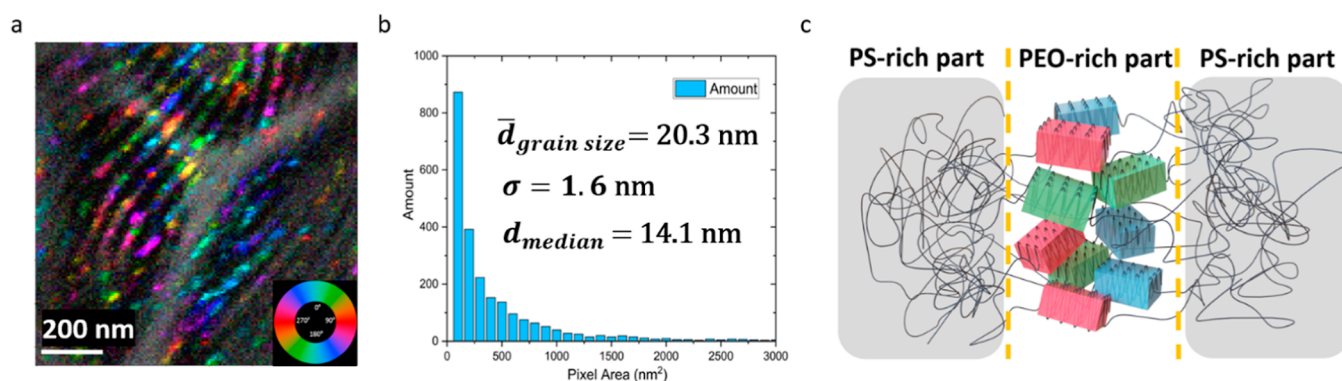 a
200 nm
0°
270°
90°
180°
b
1000
800
600
400
200
0
Amount
Amount
d̅ grain size = 20.3 nm
σ = 1.6 nm
d median = 14.1 nm
0
500
1000
1500
2000
2500
3000
Pixel Area (nm²)
c
PS-rich part
PEO-rich part
PS-rich part